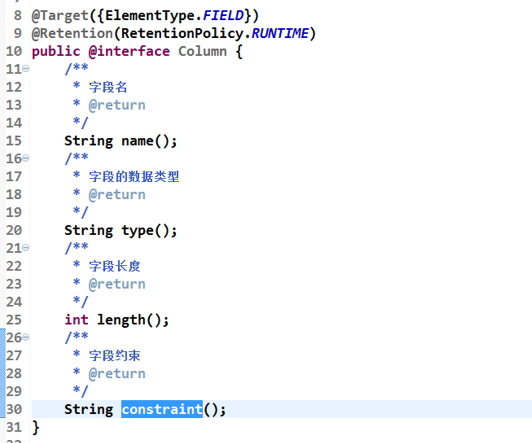 8 @Target({ElementType.FIELD})
9 @Retention(RetentionPolicy.RUNTIME)
10 public @interface Column {
11 /**
12 * 字段名
13 * @return
14 */
15 String name();
16 /**
17 * 字段的数据类型
18 * @return
19 */
20 String type();
21 /**
22 * 字段长度
23 * @return
24 */
25 int length();
26 /**
27 * 字段约束
28 * @return
29 */
30 String constraint();
31 }